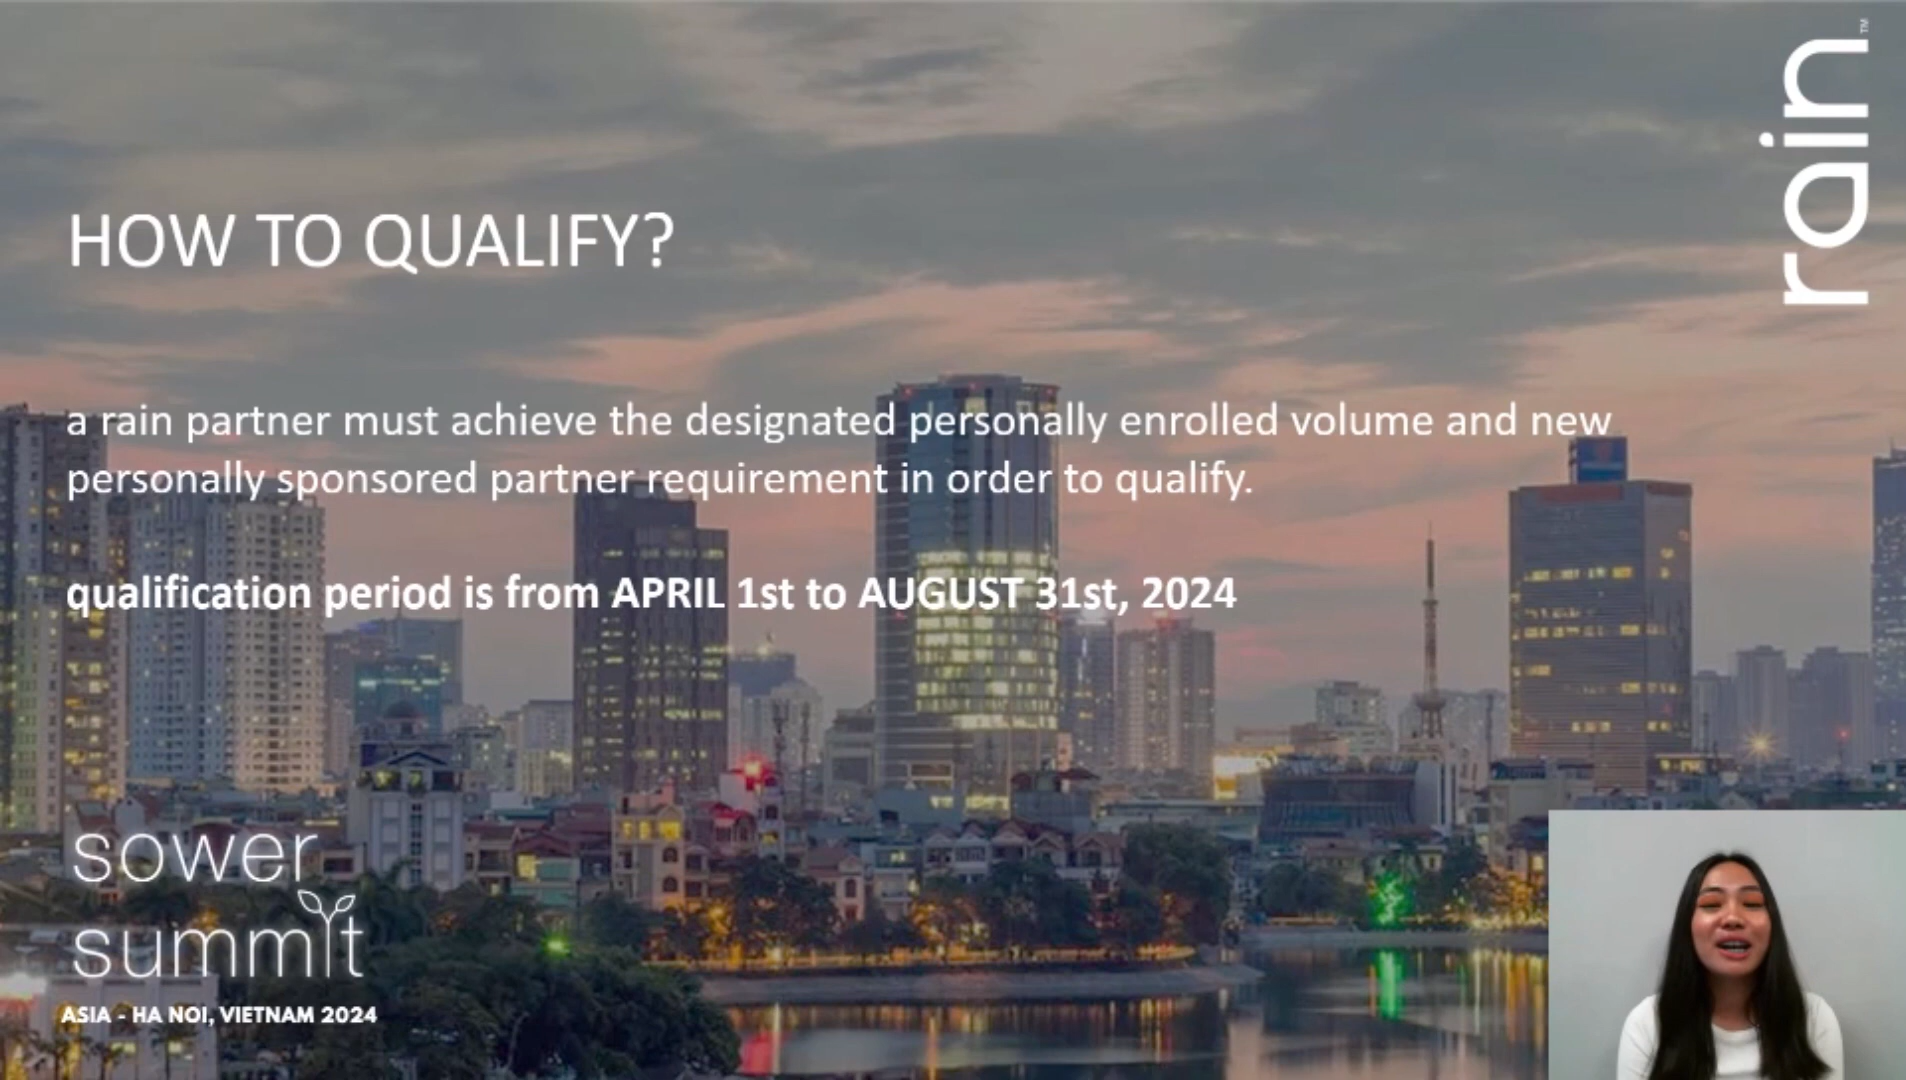 rain™
HOW TO QUALIFY?
a rain partner must achieve the designated personally enrolled volume and new
personally sponsored partner requirement in order to qualify.
qualification period is from APRIL 1st to AUGUST 31st, 2024
sower
summit
ASIA - HA NOI, VIETNAM 2024